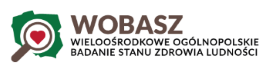 WOBASZ
WIELOOŚRODKOWE OGÓLNOPOLSKIE
BADANIE STANU ZDROWIA LUDNOŚCI